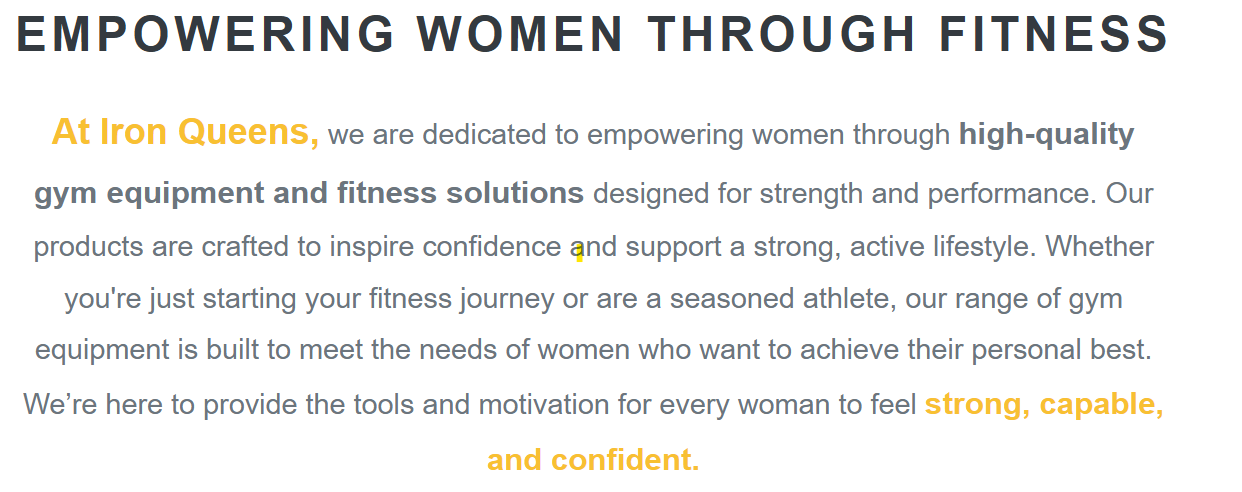 EMPOWERING WOMEN THROUGH FITNESS
At Iron Queens, we are dedicated to empowering women through high-quality
gym equipment and fitness solutions designed for strength and performance. Our
products are crafted to inspire confidence and support a strong, active lifestyle. Whether
you're just starting your fitness journey or are a seasoned athlete, our range of gym
equipment is built to meet the needs of women who want to achieve their personal best.
We’re here to provide the tools and motivation for every woman to feel strong, capable,
and confident.